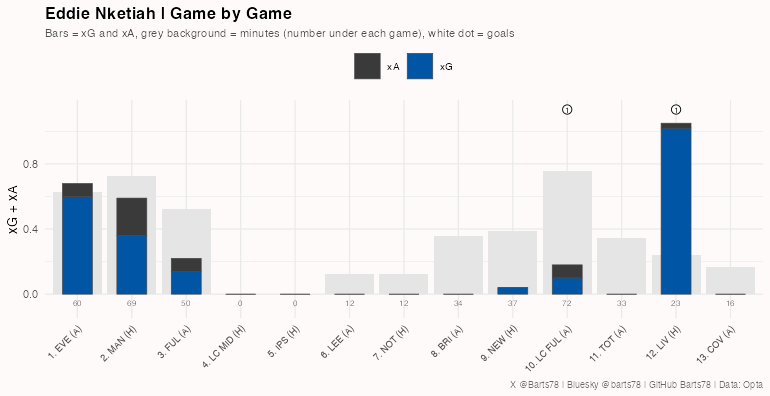 Eddie Nketiah | Game by Game
Bars = xG and xA, grey background = minutes (number under each game), white dot = goals
xA xG
1 1
xG + xA
0.8
0.4
0.0
60 69 50 0 0 12 12 34 37 72 33 23 16
1. EVE (A)
2. MAN (H)
3. FUL (A)
4. LC MID (H)
5. IPS (H)
6. LEE (A)
7. NOT (H)
8. BRI (A)
9. NEW (H)
10. LC FUL (A)
11. TOT (A)
12. LIV (H)
13. COV (A)
X @Barts78 | Bluesky @barts78 | GitHub Barts78 | Data: Opta